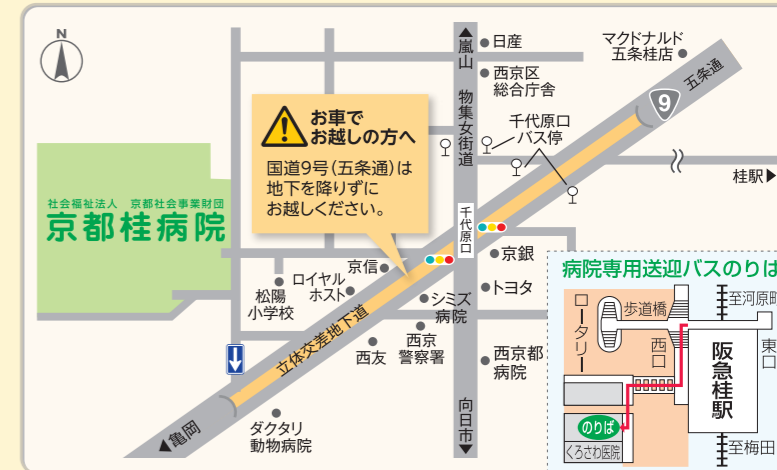 N
▲嵐山
日産
マクドナルド
五条桂店
西京区
総合庁舎
五条通
9
物集女街道
お車で
お越しの方へ
国道9号(五条通)は
地下を降りずに
お越しください。
千代原口
バス停
桂駅▶
社会福祉法人 京都社会事業財団
京都桂病院
千代原口
京銀
京信
ロイヤル
ホスト
松陽
小学校
トヨタ
シミズ
病院
立体交差地下道
西友
西京
警察署
西京都
病院
向日市▼
▲亀岡
ダクタリ
動物病院
病院専用送迎バスのりば
ロータリー
歩道橋
至河原町
西口
東口
阪急桂駅
のりば
くろさわ医院
至梅田